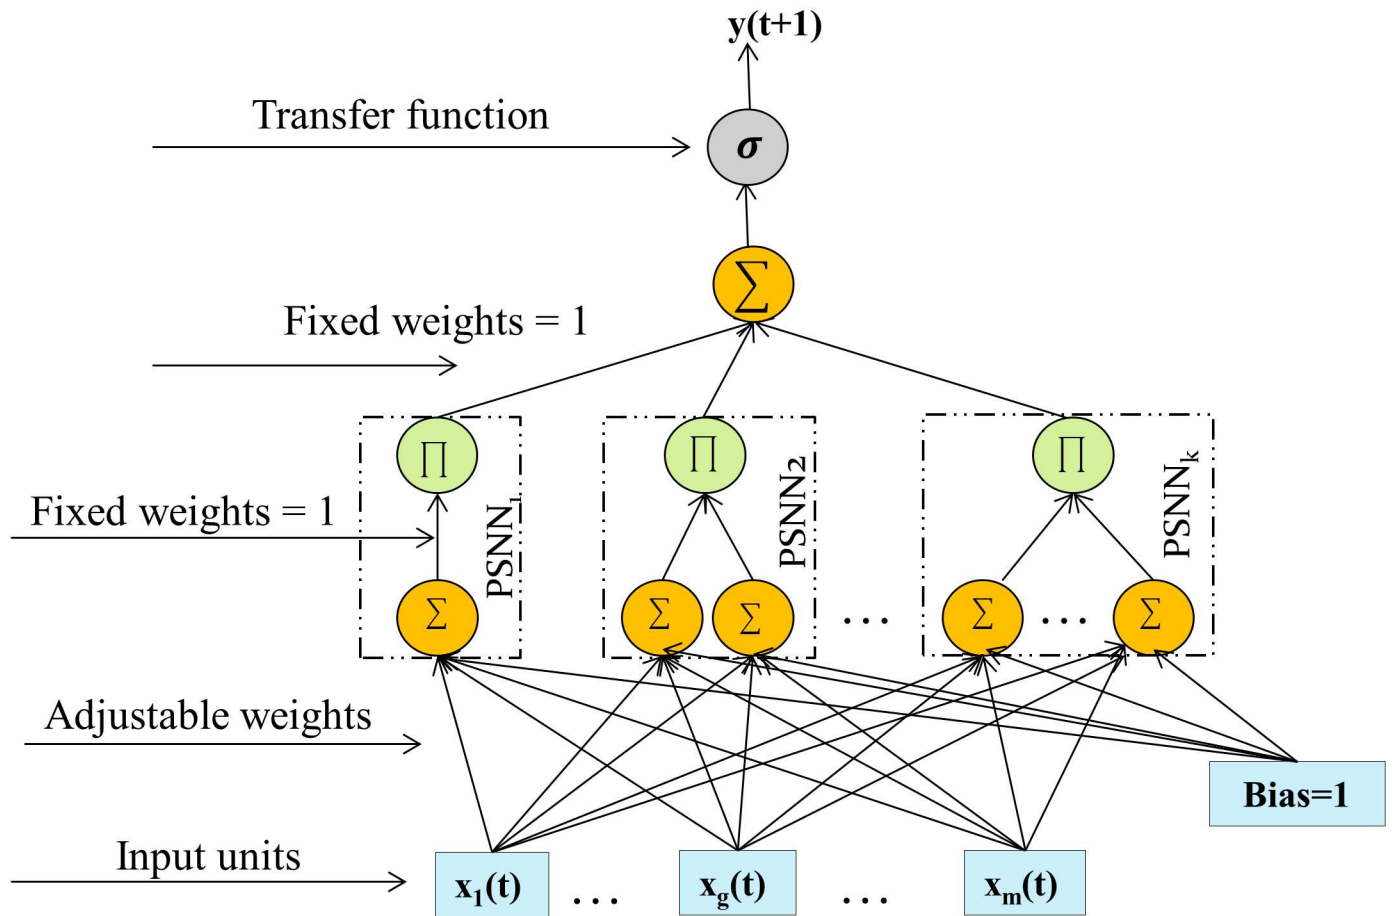 y(t+1)
Transfer function
σ
∑
Fixed weights = 1
∏
∏
∏
PSNN₁
PSNN₂
PSNNₖ
Fixed weights = 1
∑
∑
∑
...
∑
...
∑
Adjustable weights
Bias=1
Input units
x₁(t)
...
x_g(t)
...
xₘ(t)